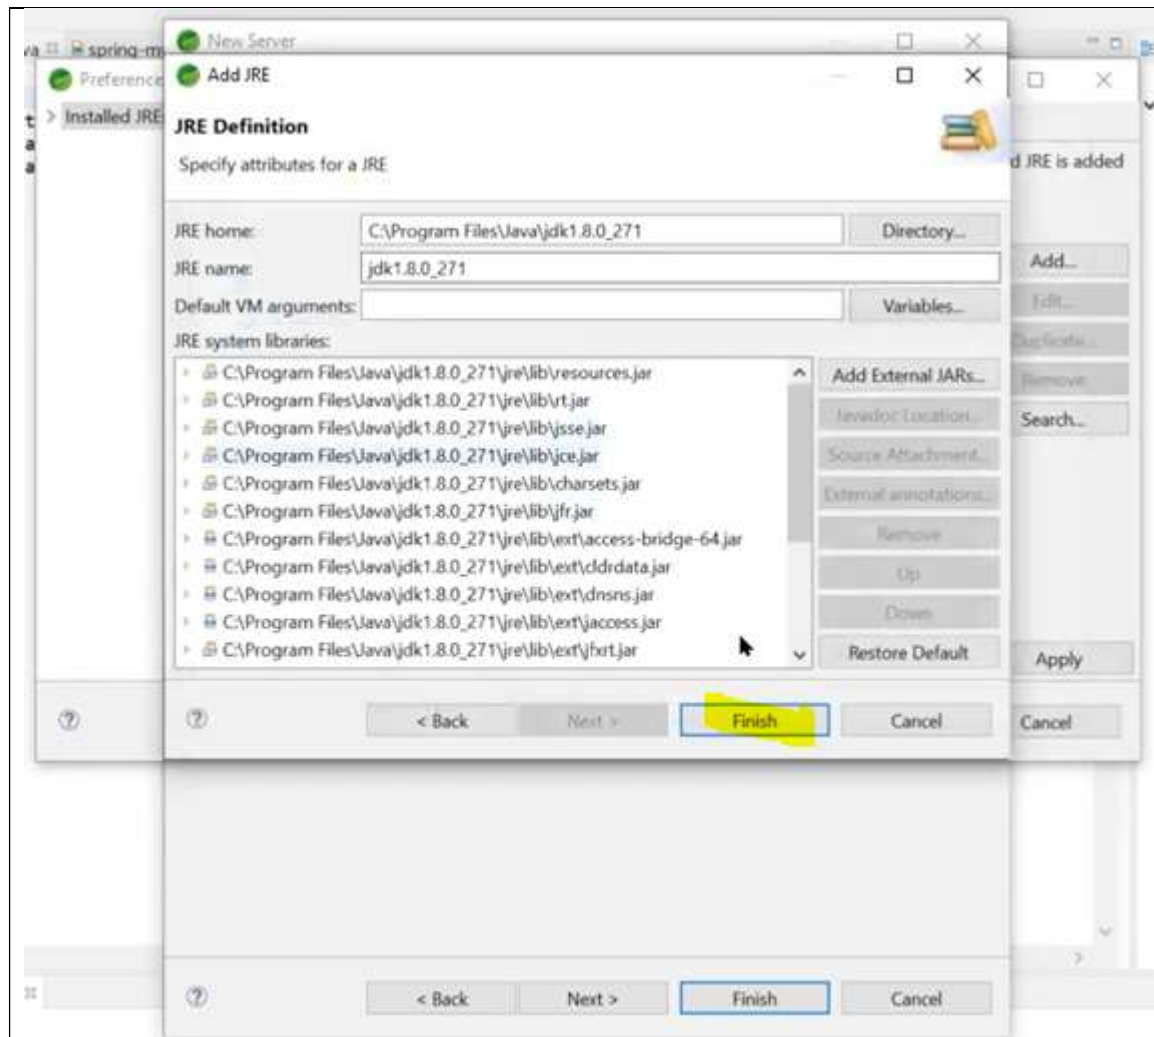 va spring-m
New Server
Preference
Add JRE
Installed JRE
JRE Definition
Specify attributes for a JRE
d JRE is added
JRE home: C:\Program Files\Java\jdk1.8.0_271 Directory...
JRE name: jdk1.8.0_271
Add...
Default VM arguments: Variables...
Edit...
JRE system libraries:
Duplicate...
C:\Program Files\Java\jdk1.8.0_271\jre\lib\resources.jar Add External JARs...
Remove
C:\Program Files\Java\jdk1.8.0_271\jre\lib\rt.jar
Javadoc Location...
Search...
C:\Program Files\Java\jdk1.8.0_271\jre\lib\jsse.jar
C:\Program Files\Java\jdk1.8.0_271\jre\lib\jce.jar Source Attachment...
C:\Program Files\Java\jdk1.8.0_271\jre\lib\charsets.jar
External annotations...
C:\Program Files\Java\jdk1.8.0_271\jre\lib\jfr.jar
C:\Program Files\Java\jdk1.8.0_271\jre\lib\ext\access-bridge-64.jar Remove
C:\Program Files\Java\jdk1.8.0_271\jre\lib\ext\cldrdata.jar Up
C:\Program Files\Java\jdk1.8.0_271\jre\lib\ext\dnsns.jar
Down
C:\Program Files\Java\jdk1.8.0_271\jre\lib\ext\jaccess.jar
C:\Program Files\Java\jdk1.8.0_271\jre\lib\ext\jfxrt.jar Restore Default Apply
< Back Next > Finish Cancel Cancel
< Back Next > Finish Cancel